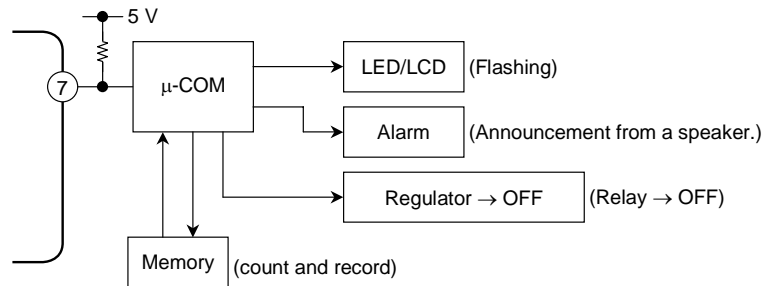 5 V
7
μ-COM
LED/LCD (Flashing)
Alarm (Announcement from a speaker.)
Regulator → OFF (Relay → OFF)
Memory (count and record)